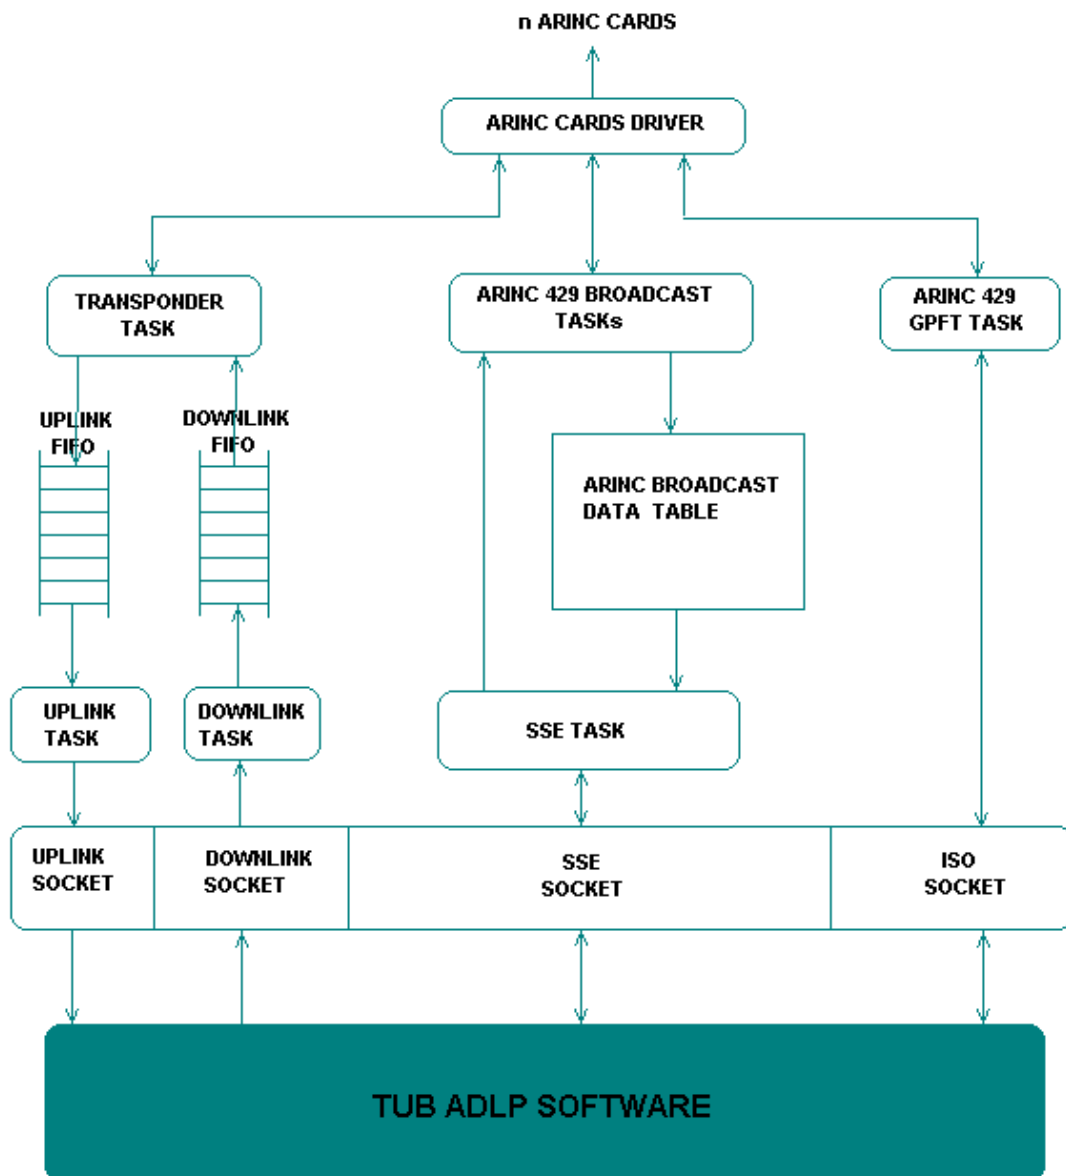 n ARINC CARDS
ARINC CARDS DRIVER
TRANSPONDER
TASK
ARINC 429 BROADCAST
TASKs
ARINC 429
GPFT TASK
UPLINK
FIFO
DOWNLINK
FIFO
ARINC BROADCAST
DATA TABLE
UPLINK
TASK
DOWNLINK
TASK
SSE TASK
UPLINK
SOCKET
DOWNLINK
SOCKET
SSE
SOCKET
ISO
SOCKET
TUB ADLP SOFTWARE